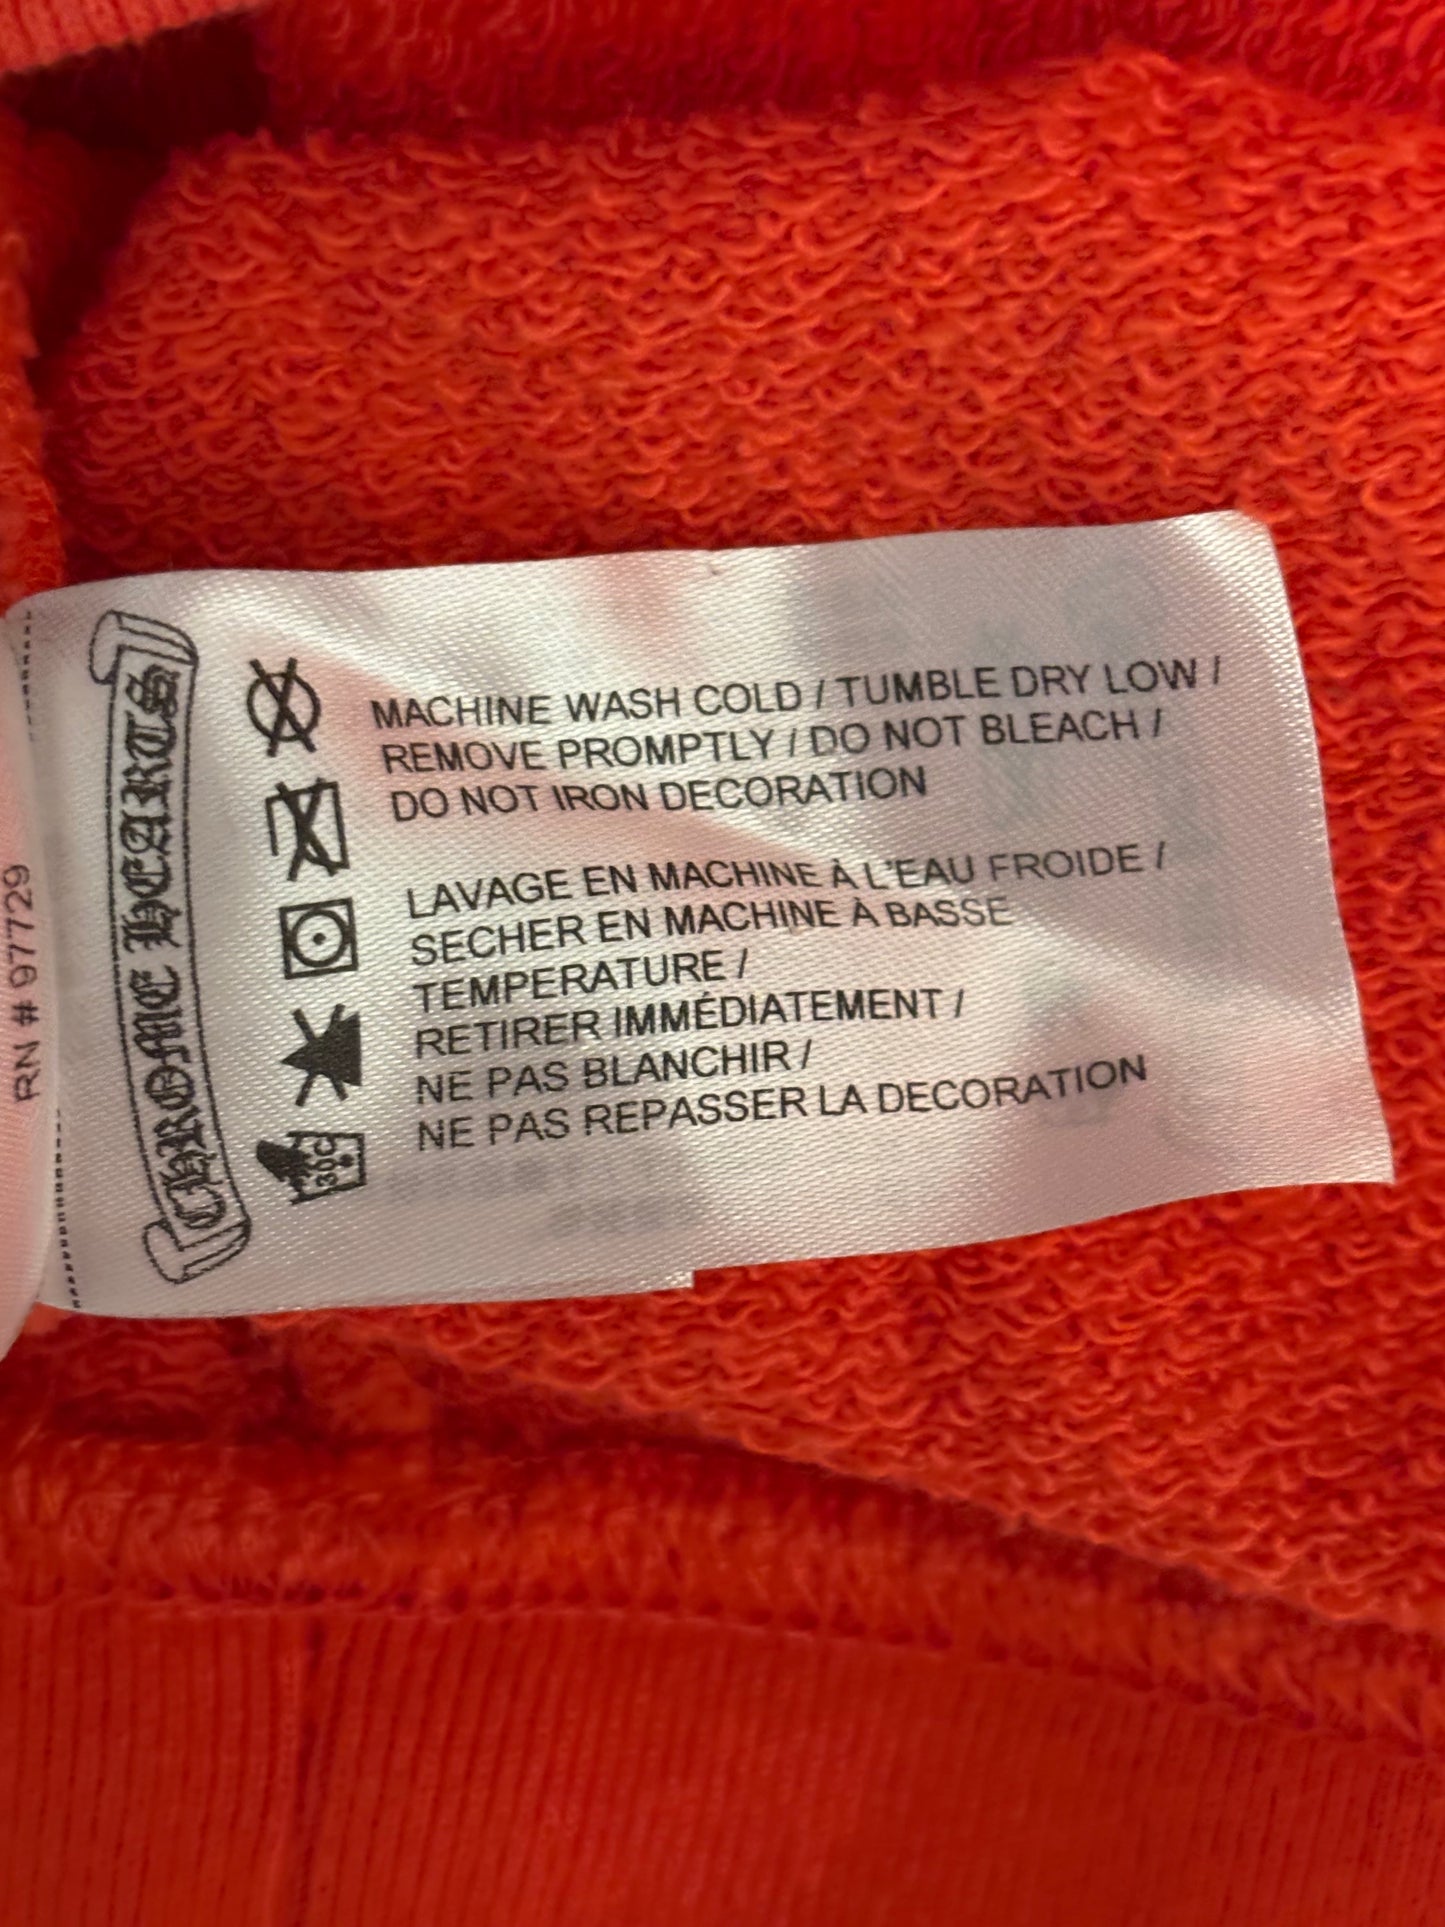 RN # 97729
CHROME HEARTS
MACHINE WASH COLD / TUMBLE DRY LOW /
REMOVE PROMPTLY / DO NOT BLEACH /
DO NOT IRON DECORATION
LAVAGE EN MACHINE À L'EAU FROIDE /
SECHER EN MACHINE À BASSE
TEMPERATURE /
RETIRER IMMÉDIATEMENT /
NE PAS BLANCHIR /
NE PAS REPASSER LA DECORATION
30C